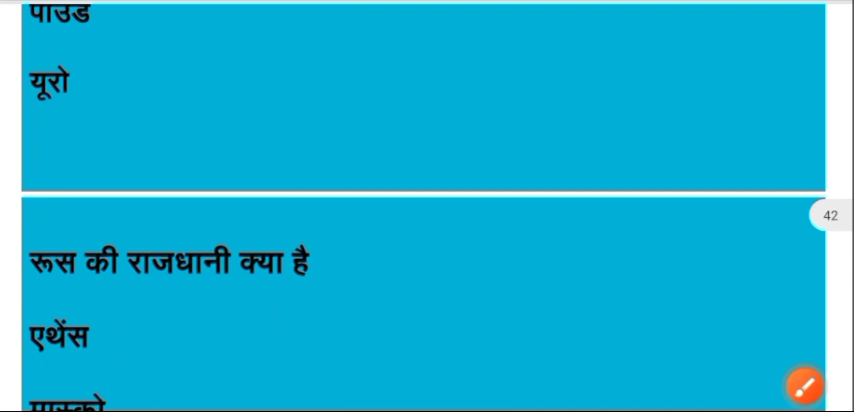 पाउंड
यूरो
42
रूस की राजधानी क्या है
एथेंस
मास्को